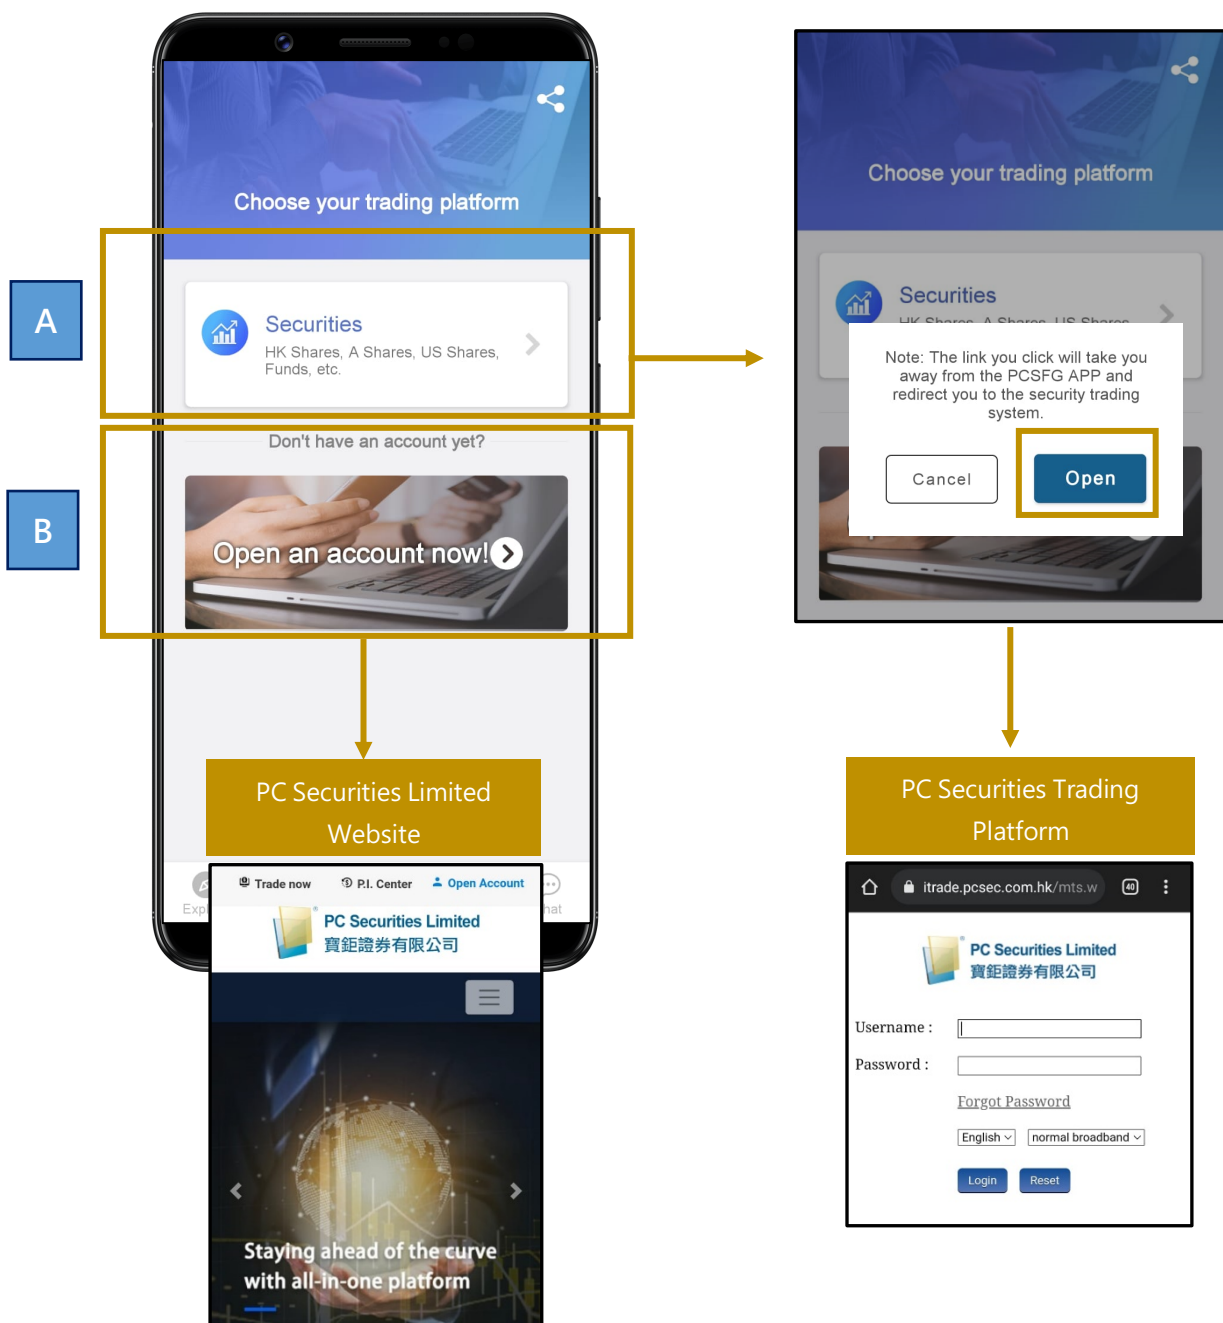 Choose your trading platform
A
Securities
HK Shares, A Shares, US Shares,
Funds, etc.
Don't have an account yet?
B
Open an account now!
PC Securities Limited
Website
Trade now
P.I. Center
Open Account
PC Securities Limited
寶鉅證券有限公司
Staying ahead of the curve
with all-in-one platform
Choose your trading platform
Securities
HK Shares, A Shares, US Shares,
Note: The link you click will take you
away from the PCSFG APP and
redirect you to the security trading
system.
Cancel
Open
PC Securities Trading
Platform
itrade.pcsec.com.hk/mts.w
40
PC Securities Limited
寶鉅證券有限公司
Username :
Password :
Forgot Password
English
normal broadband
Login
Reset